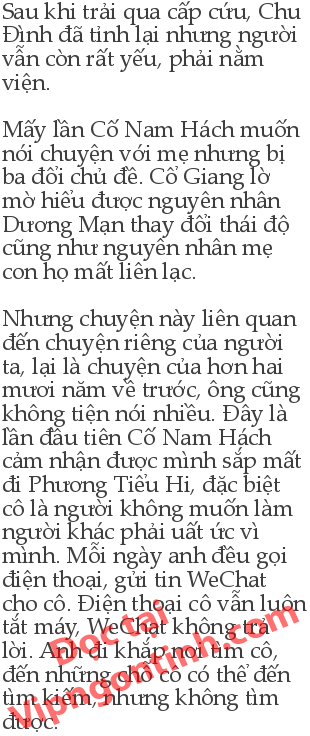 Sau khi trải qua cấp cứu, Chu
Đình đã tỉnh lại nhưng người
vẫn còn rất yếu, phải nằm
viện.
Mấy lần Cố Nam Hách muốn
nói chuyện với mẹ nhưng bị
ba đổi chủ đề. Cổ Giang lờ
mờ hiểu được nguyên nhân
Dương Mạn thay đổi thái độ
cũng như nguyên nhân mẹ
con họ mất liên lạc.
Nhưng chuyện này liên quan
đến chuyện riêng của người
ta, lại là chuyện của hơn hai
mươi năm về trước, ông cũng
không tiện nói nhiều. Đây là
lần đầu tiên Cố Nam Hách
cảm nhận được mình sắp mất
đi Phương Tiểu Hi, đặc biệt
cô là người không muốn làm
người khác phải uất ức vì
mình. Mỗi ngày anh đều gọi
điện thoại, gửi tin WeChat
cho cô. Điện thoại cô vẫn luôn
tắt máy, WeChat không trả
lời. Anh đi khắp nơi tìm cô,
đến những chỗ cô có thể đến
tìm kiếm, nhưng không tìm
được.
Đọc tại
Vipngontinh.com